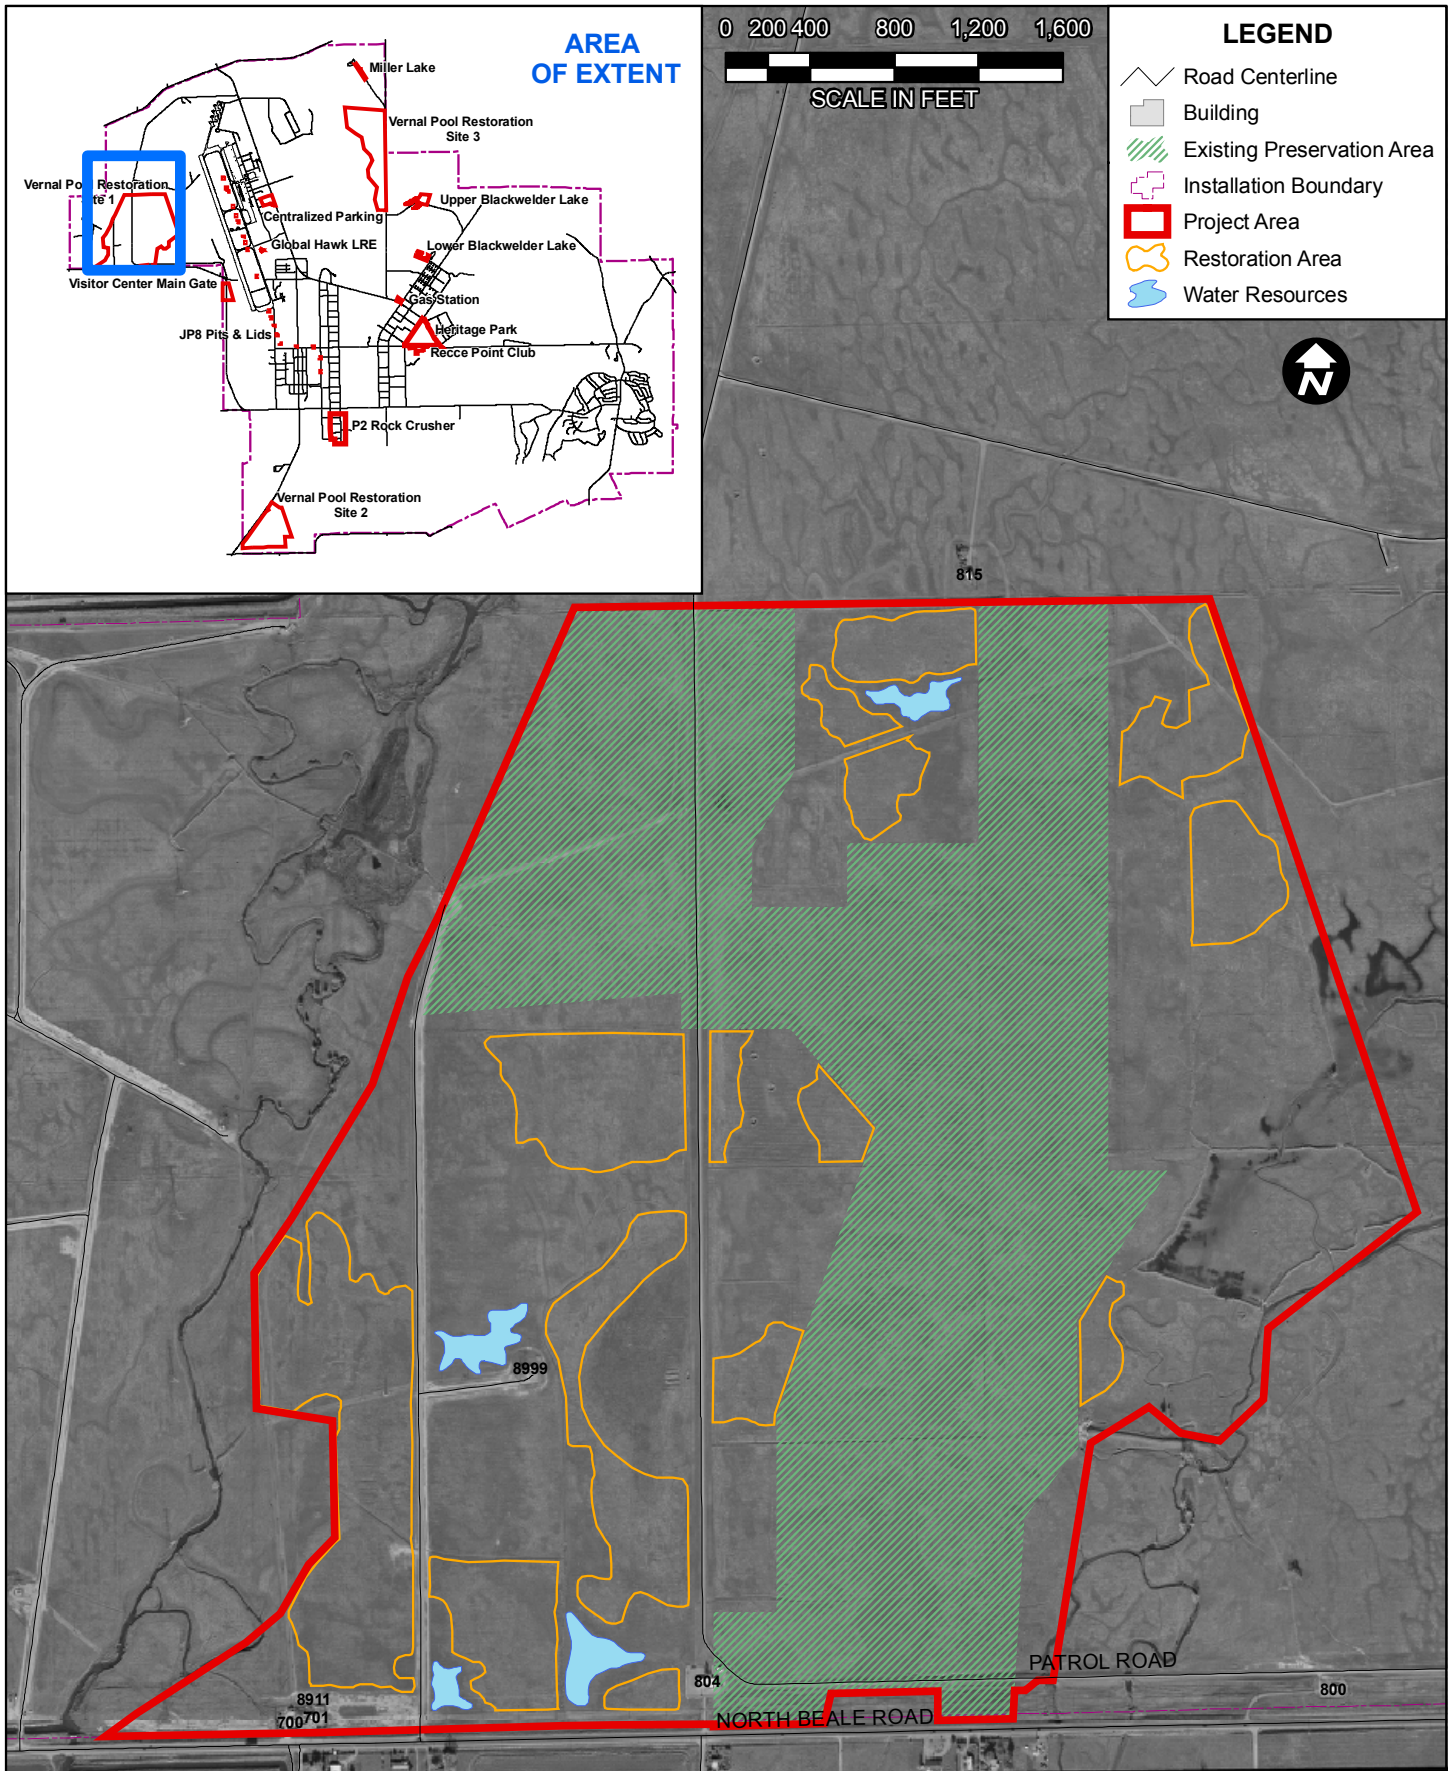 AREA
OF EXTENT
Miller Lake
Vernal Pool Restoration
Site 3
Vernal Pool Restoration
Site 1
Upper Blackwelder Lake
Centralized Parking
Global Hawk LRE
Lower Blackwelder Lake
Visitor Center Main Gate
Gas Station
JP8 Pits & Lids
Heritage Park
Recce Point Club
P2 Rock Crusher
Vernal Pool Restoration
Site 2
0 200 400 800 1,200 1,600
SCALE IN FEET
LEGEND
Road Centerline
Building
Existing Preservation Area
Installation Boundary
Project Area
Restoration Area
Water Resources
N
815
8999
PATROL ROAD
804
800
8911
700 701
NORTH BEALE ROAD